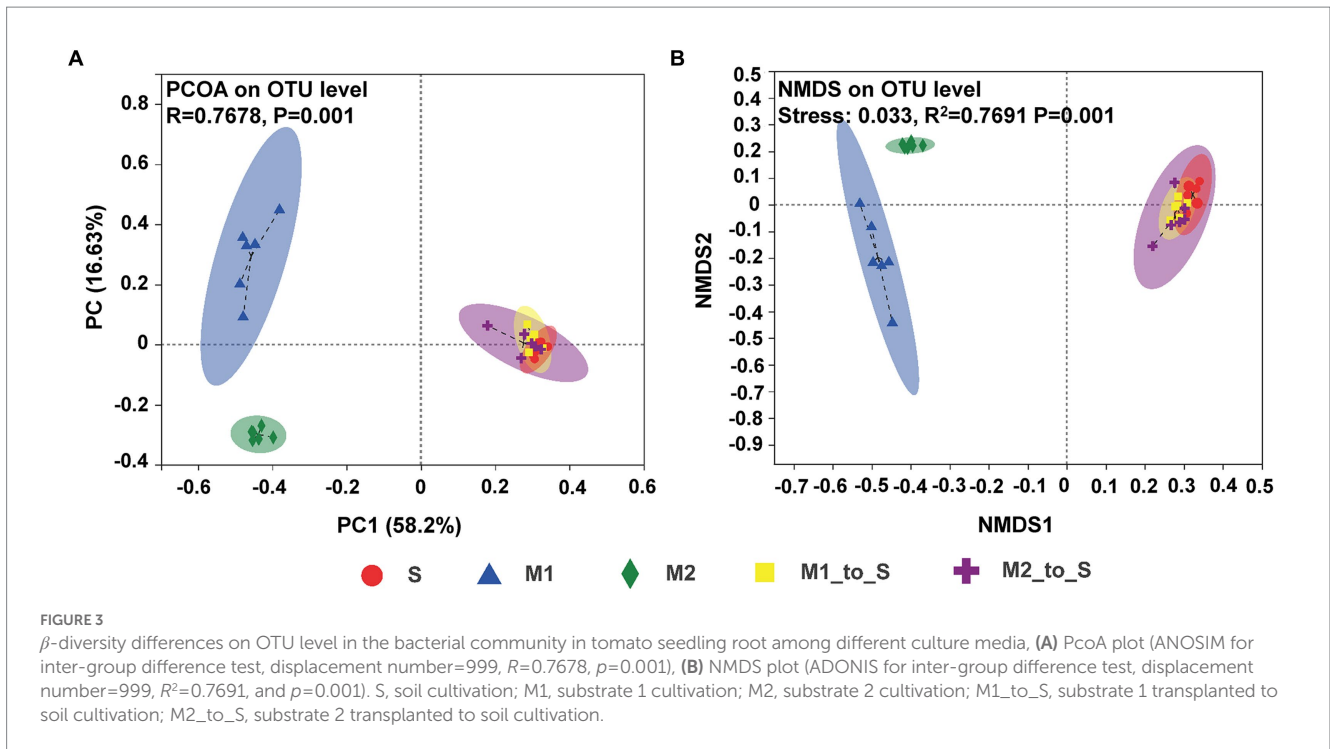 A
PCOA on OTU level
R=0.7678, P=0.001
PC (16.63%)
0.8
0.6
0.4
0.2
0
-0.2
-0.4
-0.6
-0.4
-0.2
0
0.2
0.4
0.6
PC1 (58.2%)
B
NMDS on OTU level
Stress: 0.033, R²=0.7691 P=0.001
NMDS2
0.5
0.4
0.3
0.2
0.1
0
-0.1
-0.2
-0.3
-0.4
-0.5
-0.6
-0.7
-0.8
-0.9
-0.7
-0.6
-0.5
-0.4
-0.3
-0.2
-0.1
0
0.1
0.2
0.3
0.4
0.5
NMDS1
S
M1
M2
M1_to_S
M2_to_S
FIGURE 3
β-diversity differences on OTU level in the bacterial community in tomato seedling root among different culture media, (A) PcoA plot (ANOSIM for
inter-group difference test, displacement number=999, R=0.7678, p=0.001), (B) NMDS plot (ADONIS for inter-group difference test, displacement
number=999, R²=0.7691, and p=0.001). S, soil cultivation; M1, substrate 1 cultivation; M2, substrate 2 cultivation; M1_to_S, substrate 1 transplanted to
soil cultivation; M2_to_S, substrate 2 transplanted to soil cultivation.